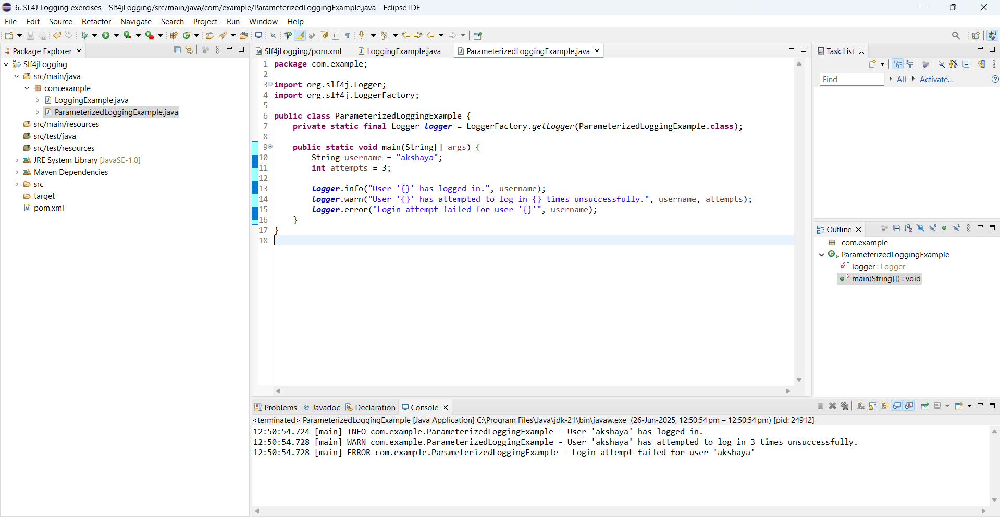 6. SL4J Logging exercises - Slf4jLogging/src/main/java/com/example/ParameterizedLoggingExample.java - Eclipse IDE
File Edit Source Refactor Navigate Search Project Run Window Help
Package Explorer
Slf4jLogging
src/main/java
com.example
LoggingExample.java
ParameterizedLoggingExample.java
src/main/resources
src/test/java
src/test/resources
JRE System Library [JavaSE-1.8]
Maven Dependencies
src
target
pom.xml
Slf4jLogging/pom.xml LoggingExample.java ParameterizedLoggingExample.java
1 package com.example;
2
3 import org.slf4j.Logger;
4 import org.slf4j.LoggerFactory;
5
6 public class ParameterizedLoggingExample {
7     private static final Logger logger = LoggerFactory.getLogger(ParameterizedLoggingExample.class);
8
9     public static void main(String[] args) {
10         String username = "akshaya";
11         int attempts = 3;
12
13         logger.info("User '{}' has logged in.", username);
14         logger.warn("User '{}' has attempted to log in {} times unsuccessfully.", username, attempts);
15         logger.error("Login attempt failed for user '{}'", username);
16     }
17 }
18
Task List
Find All Activate...
Outline
com.example
ParameterizedLoggingExample
logger : Logger
main(String[]) : void
Problems Javadoc Declaration Console
<terminated> ParameterizedLoggingExample [Java Application] C:\Program Files\Java\jdk-21\bin\javaw.exe (26-Jun-2025, 12:50:54 pm – 12:50:54 pm) [pid: 24912]
12:50:54.724 [main] INFO com.example.ParameterizedLoggingExample - User 'akshaya' has logged in.
12:50:54.728 [main] WARN com.example.ParameterizedLoggingExample - User 'akshaya' has attempted to log in 3 times unsuccessfully.
12:50:54.728 [main] ERROR com.example.ParameterizedLoggingExample - Login attempt failed for user 'akshaya'